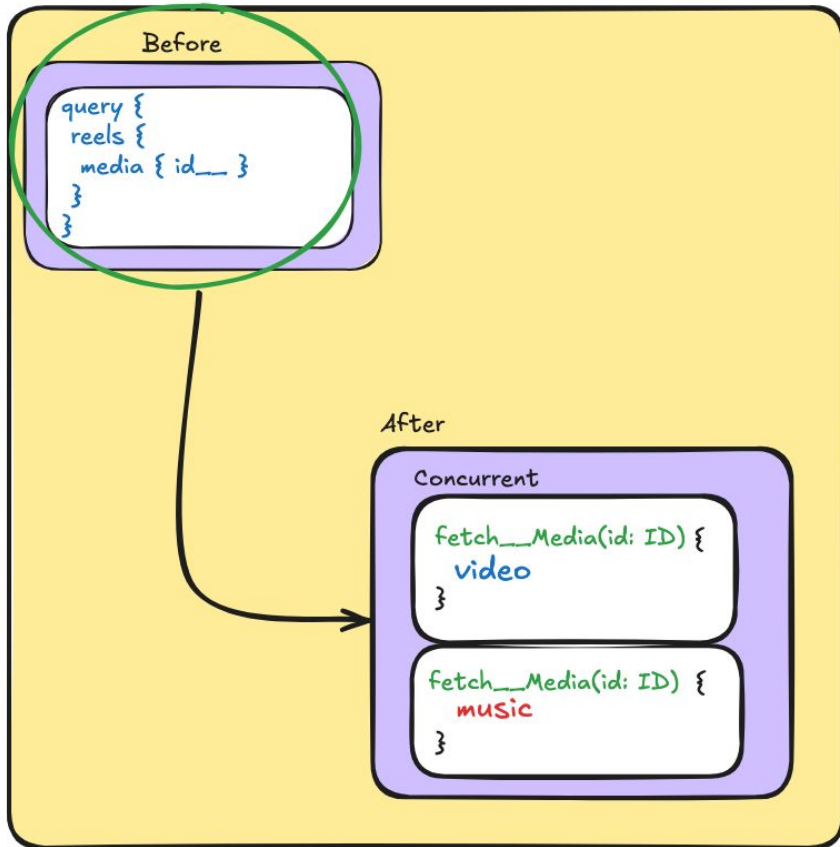 Before
query {
reels {
media { id__ }
}
}
After
Concurrent
fetch__Media(id: ID) {
video
}
fetch__Media(id: ID) {
music
}